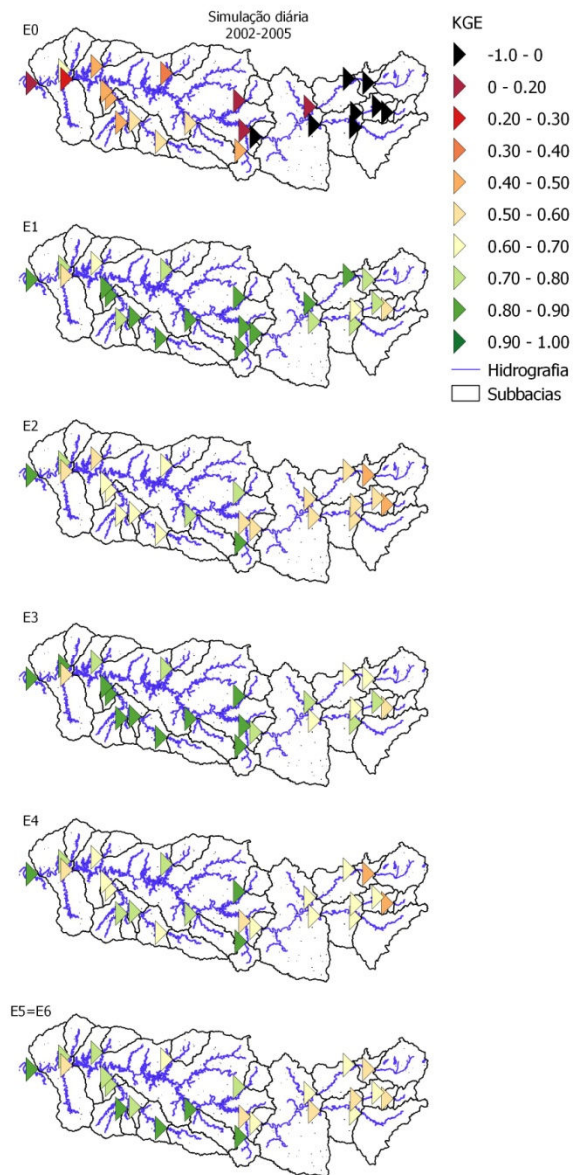 Simulação diária
2002-2005
E0
E1
E2
E3
E4
E5=E6
KGE
-1.0 - 0
0 - 0.20
0.20 - 0.30
0.30 - 0.40
0.40 - 0.50
0.50 - 0.60
0.60 - 0.70
0.70 - 0.80
0.80 - 0.90
0.90 - 1.00
Hidrografia
Subbacias